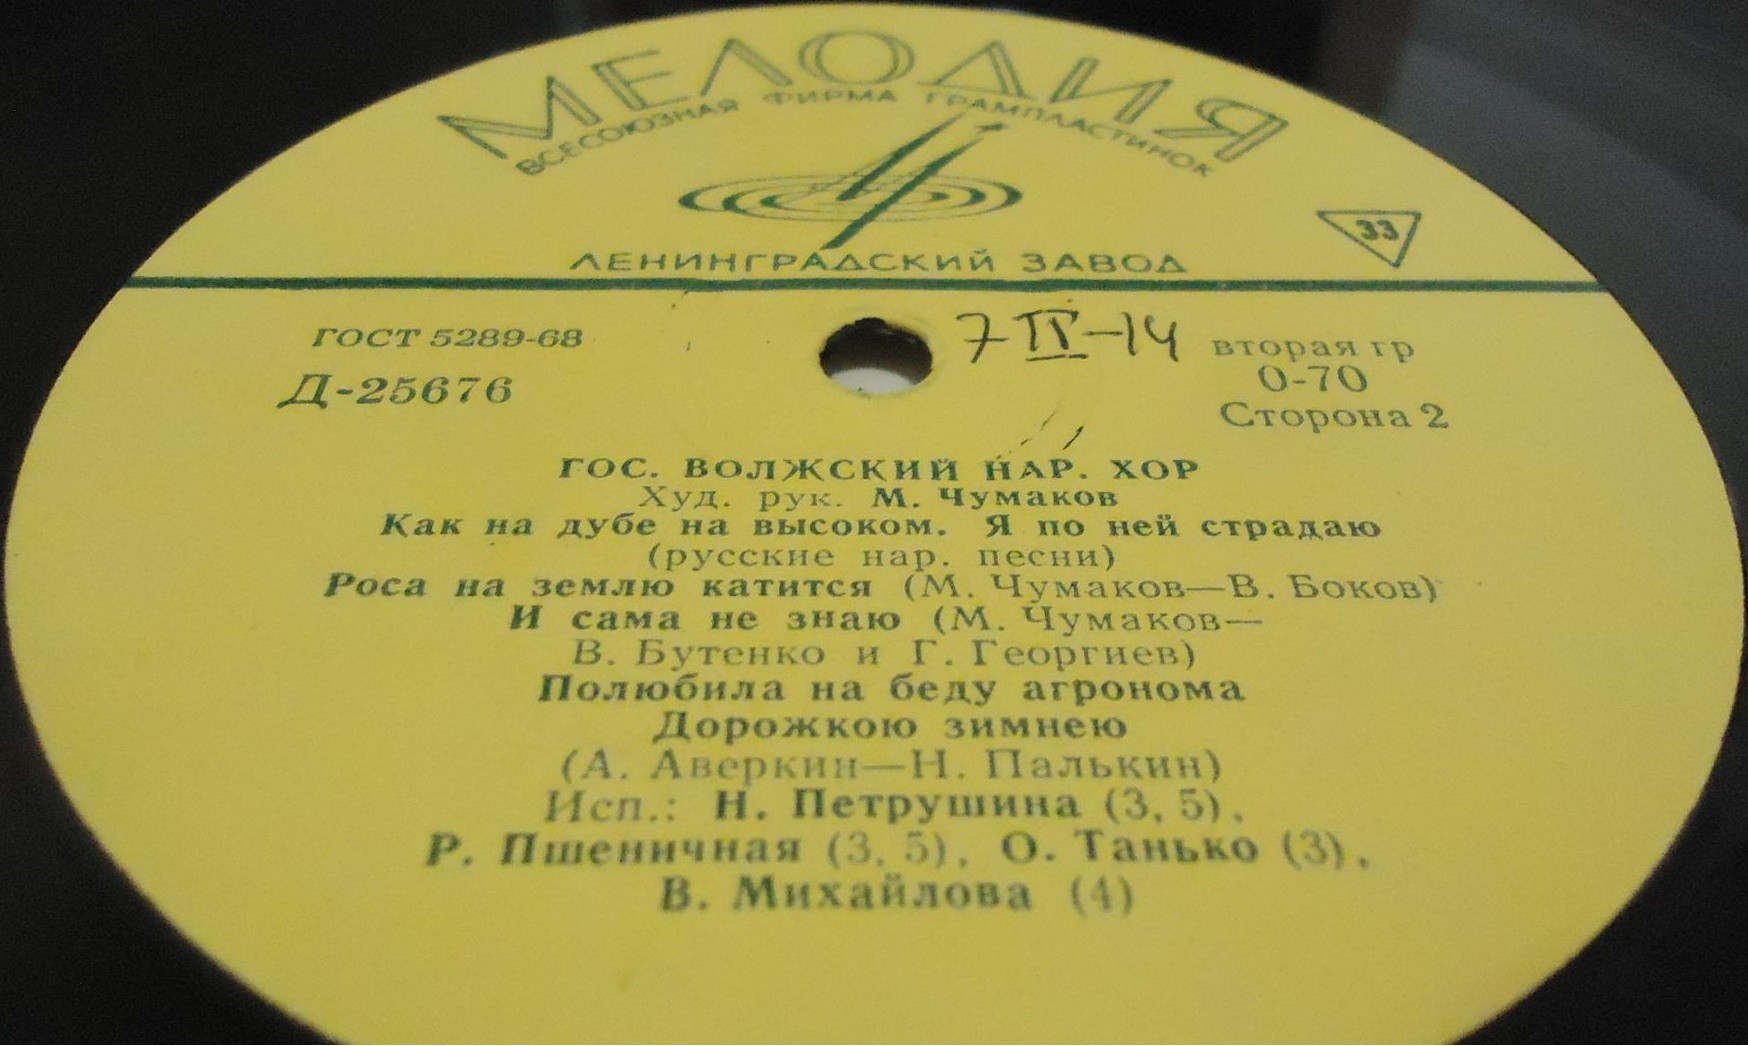 МЕЛОДИЯ
ВСЕСОЮЗНАЯ ФИРМА ГРАМПЛАСТИНОК
33
ЛЕНИНГРАДСКИЙ ЗАВОД
ГОСТ 5289-68
Д-25676
7 IV-14
вторая гр
0-70
Сторона 2
ГОС. ВОЛЖСКИЙ НАР. ХОР
Худ. рук. М. Чумаков
Как на дубе на высоком. Я по ней страдаю
(русские нар. песни)
Роса на землю катится (М. Чумаков—В. Боков)
И сама не знаю (М. Чумаков—
В. Бутенко и Г. Георгиев)
Полюбила на беду агронома
Дорожкою зимнею
(А. Аверкин—Н. Палькин)
Исп.: Н. Петрушина (3, 5),
Р. Пшеничная (3, 5), О. Танько (3),
В. Михайлова (4)